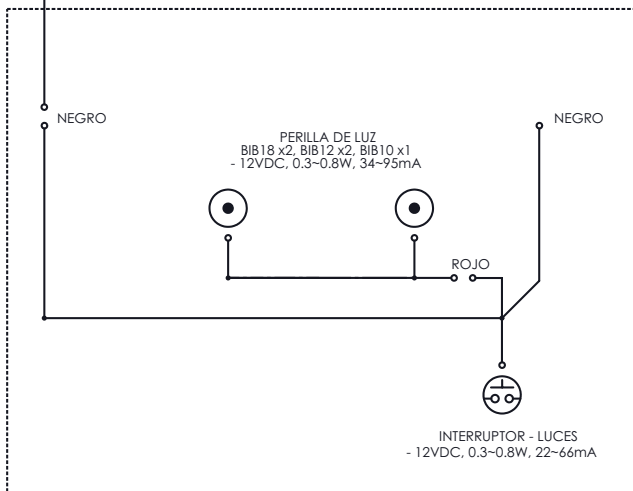 NEGRO
PERILLA DE LUZ
BIB18 x2, BIB12 x2, BIB10 x1
- 12VDC, 0.3~0.8W, 34~95mA
NEGRO
ROJO
INTERRUPTOR - LUCES
- 12VDC, 0.3~0.8W, 22~66mA